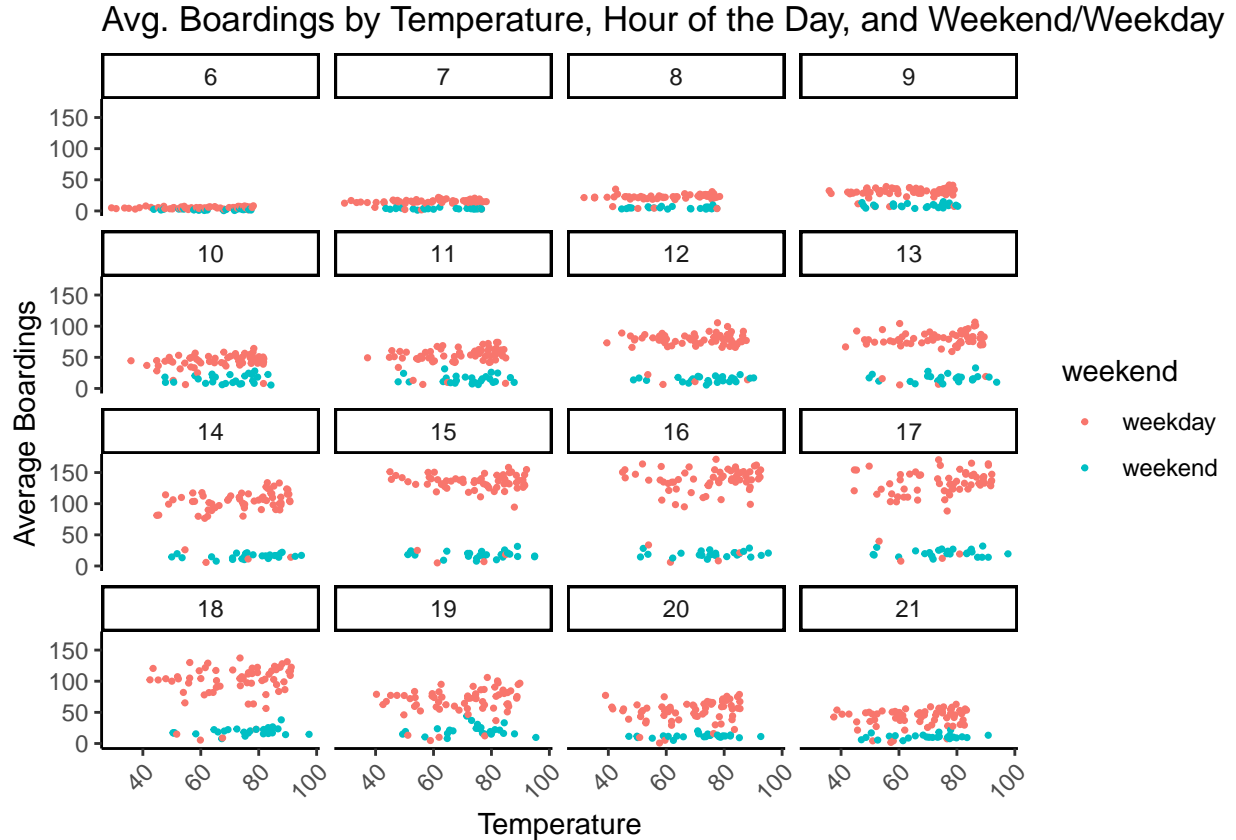 Avg. Boardings by Temperature, Hour of the Day, and Weekend/Weekday
6 7 8 9
150
100
50
0
10 11 12 13
150
100
50
0
14 15 16 17
150
100
50
0
18 19 20 21
150
100
50
0
40 60 80 100 40 60 80 100 40 60 80 100 40 60 80 100
Temperature
Average Boardings
weekend
weekday
weekend